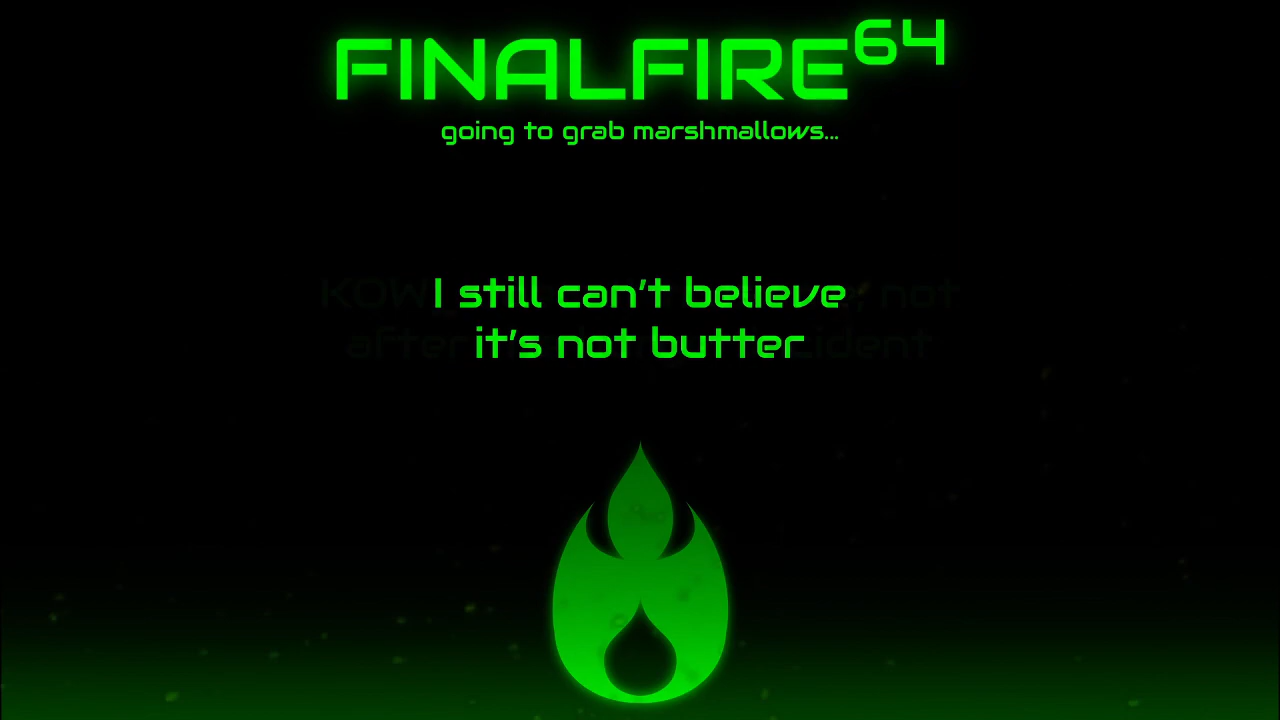 FINALFIRE64
going to grab marshmallows...
I still can't believe
it's not butter